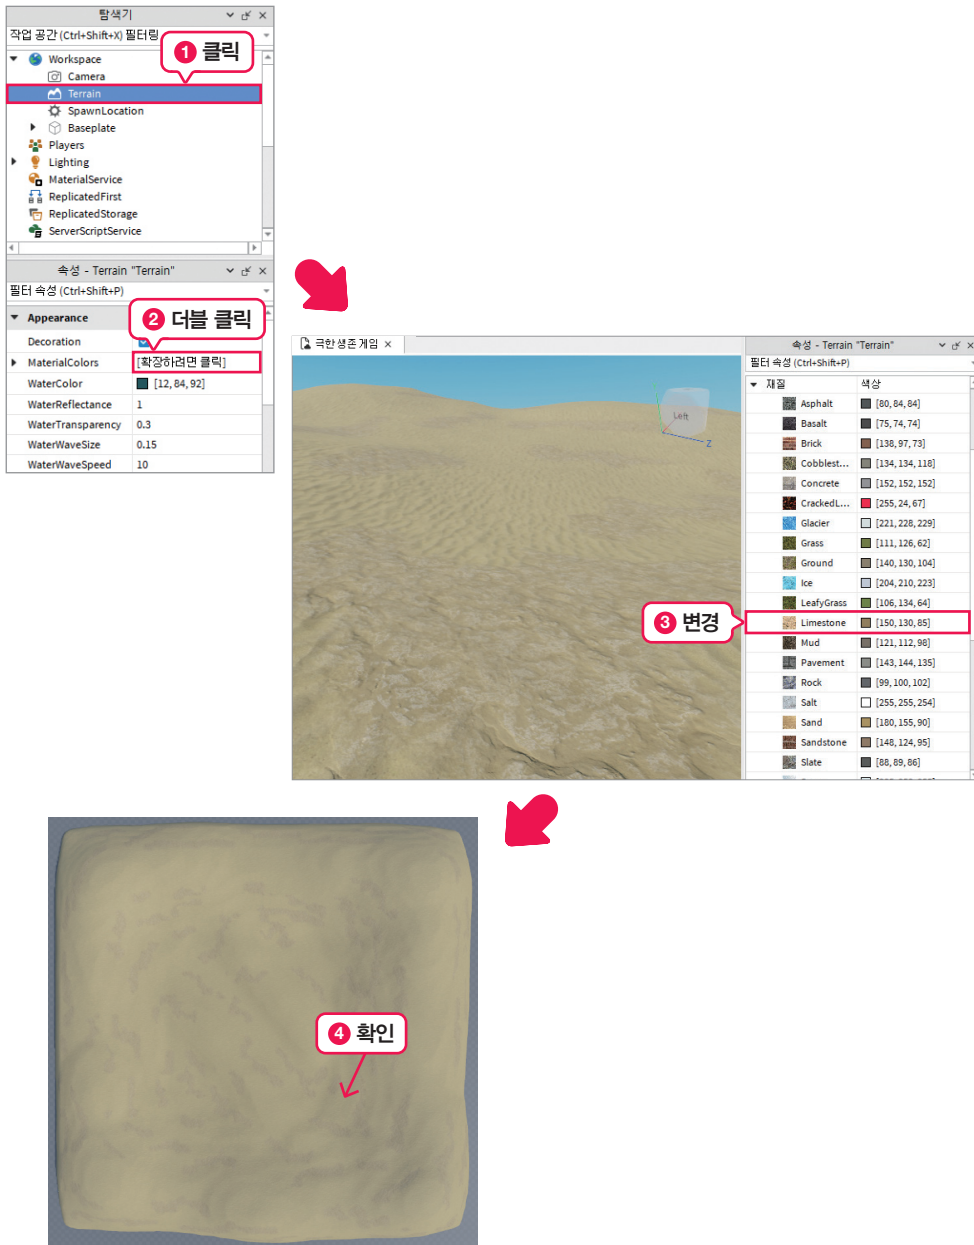 탐색기
작업 공간 (Ctrl+Shift+X) 필터링
1 클릭
Workspace
Camera
Terrain
SpawnLocation
Baseplate
Players
Lighting
MaterialService
ReplicatedFirst
ReplicatedStorage
ServerScriptService
속성 - Terrain "Terrain"
필터 속성 (Ctrl+Shift+P)
2 더블 클릭
Appearance
Decoration
MaterialColors [확장하려면 클릭]
WaterColor [12, 84, 92]
WaterReflectance 1
WaterTransparency 0.3
WaterWaveSize 0.15
WaterWaveSpeed 10
극한 생존 게임
Left
Z
속성 - Terrain "Terrain"
필터 속성 (Ctrl+Shift+P)
재질 색상
Asphalt [80, 84, 84]
Basalt [75, 74, 74]
Brick [138, 97, 73]
Cobblest... [134, 134, 118]
Concrete [152, 152, 152]
CrackedL... [255, 24, 67]
Glacier [221, 228, 229]
Grass [111, 126, 62]
Ground [140, 130, 104]
Ice [204, 210, 223]
LeafyGrass [106, 134, 64]
3 변경
Limestone [150, 130, 85]
Mud [121, 112, 98]
Pavement [143, 144, 135]
Rock [99, 100, 102]
Salt [255, 255, 254]
Sand [180, 155, 90]
Sandstone [148, 124, 95]
Slate [88, 89, 86]
4 확인